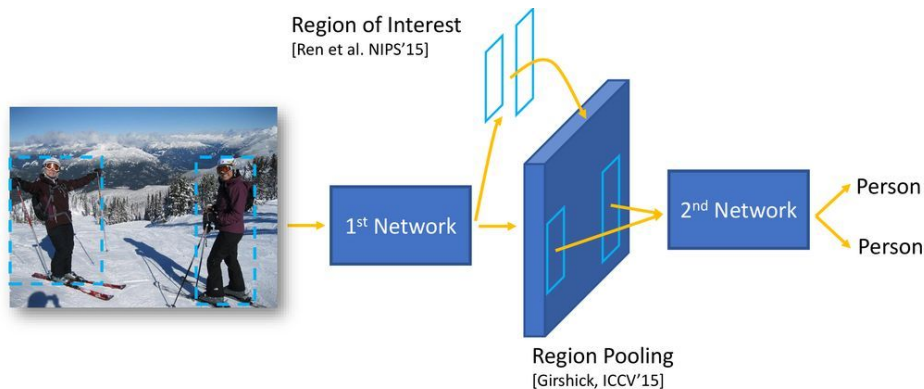 Region of Interest
[Ren et al. NIPS'15]
1st Network
2nd Network
Person
Person
Region Pooling
[Girshick, ICCV'15]